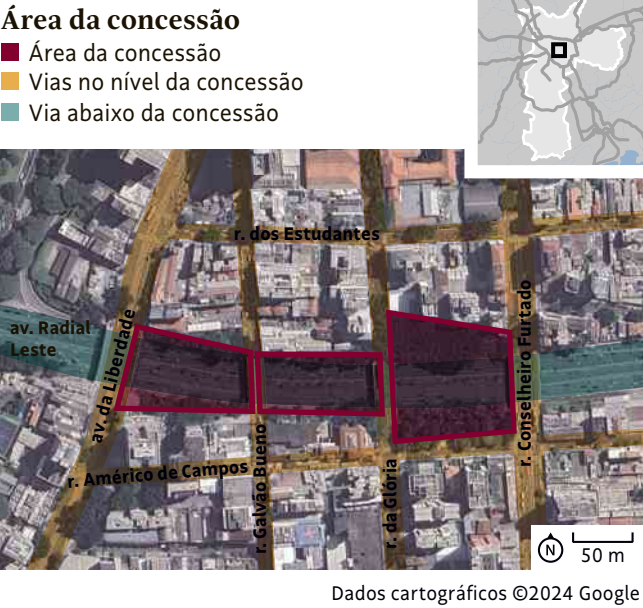 Área da concessão
Área da concessão
Vias no nível da concessão
Via abaixo da concessão
r. dos Estudantes
av. Radial
Leste
av. da Liberdade
r. Conselheiro Furtado
r. Américo de Campos
r. Galvão Bueno
r. da Glória
N
50 m
Dados cartográficos ©2024 Google